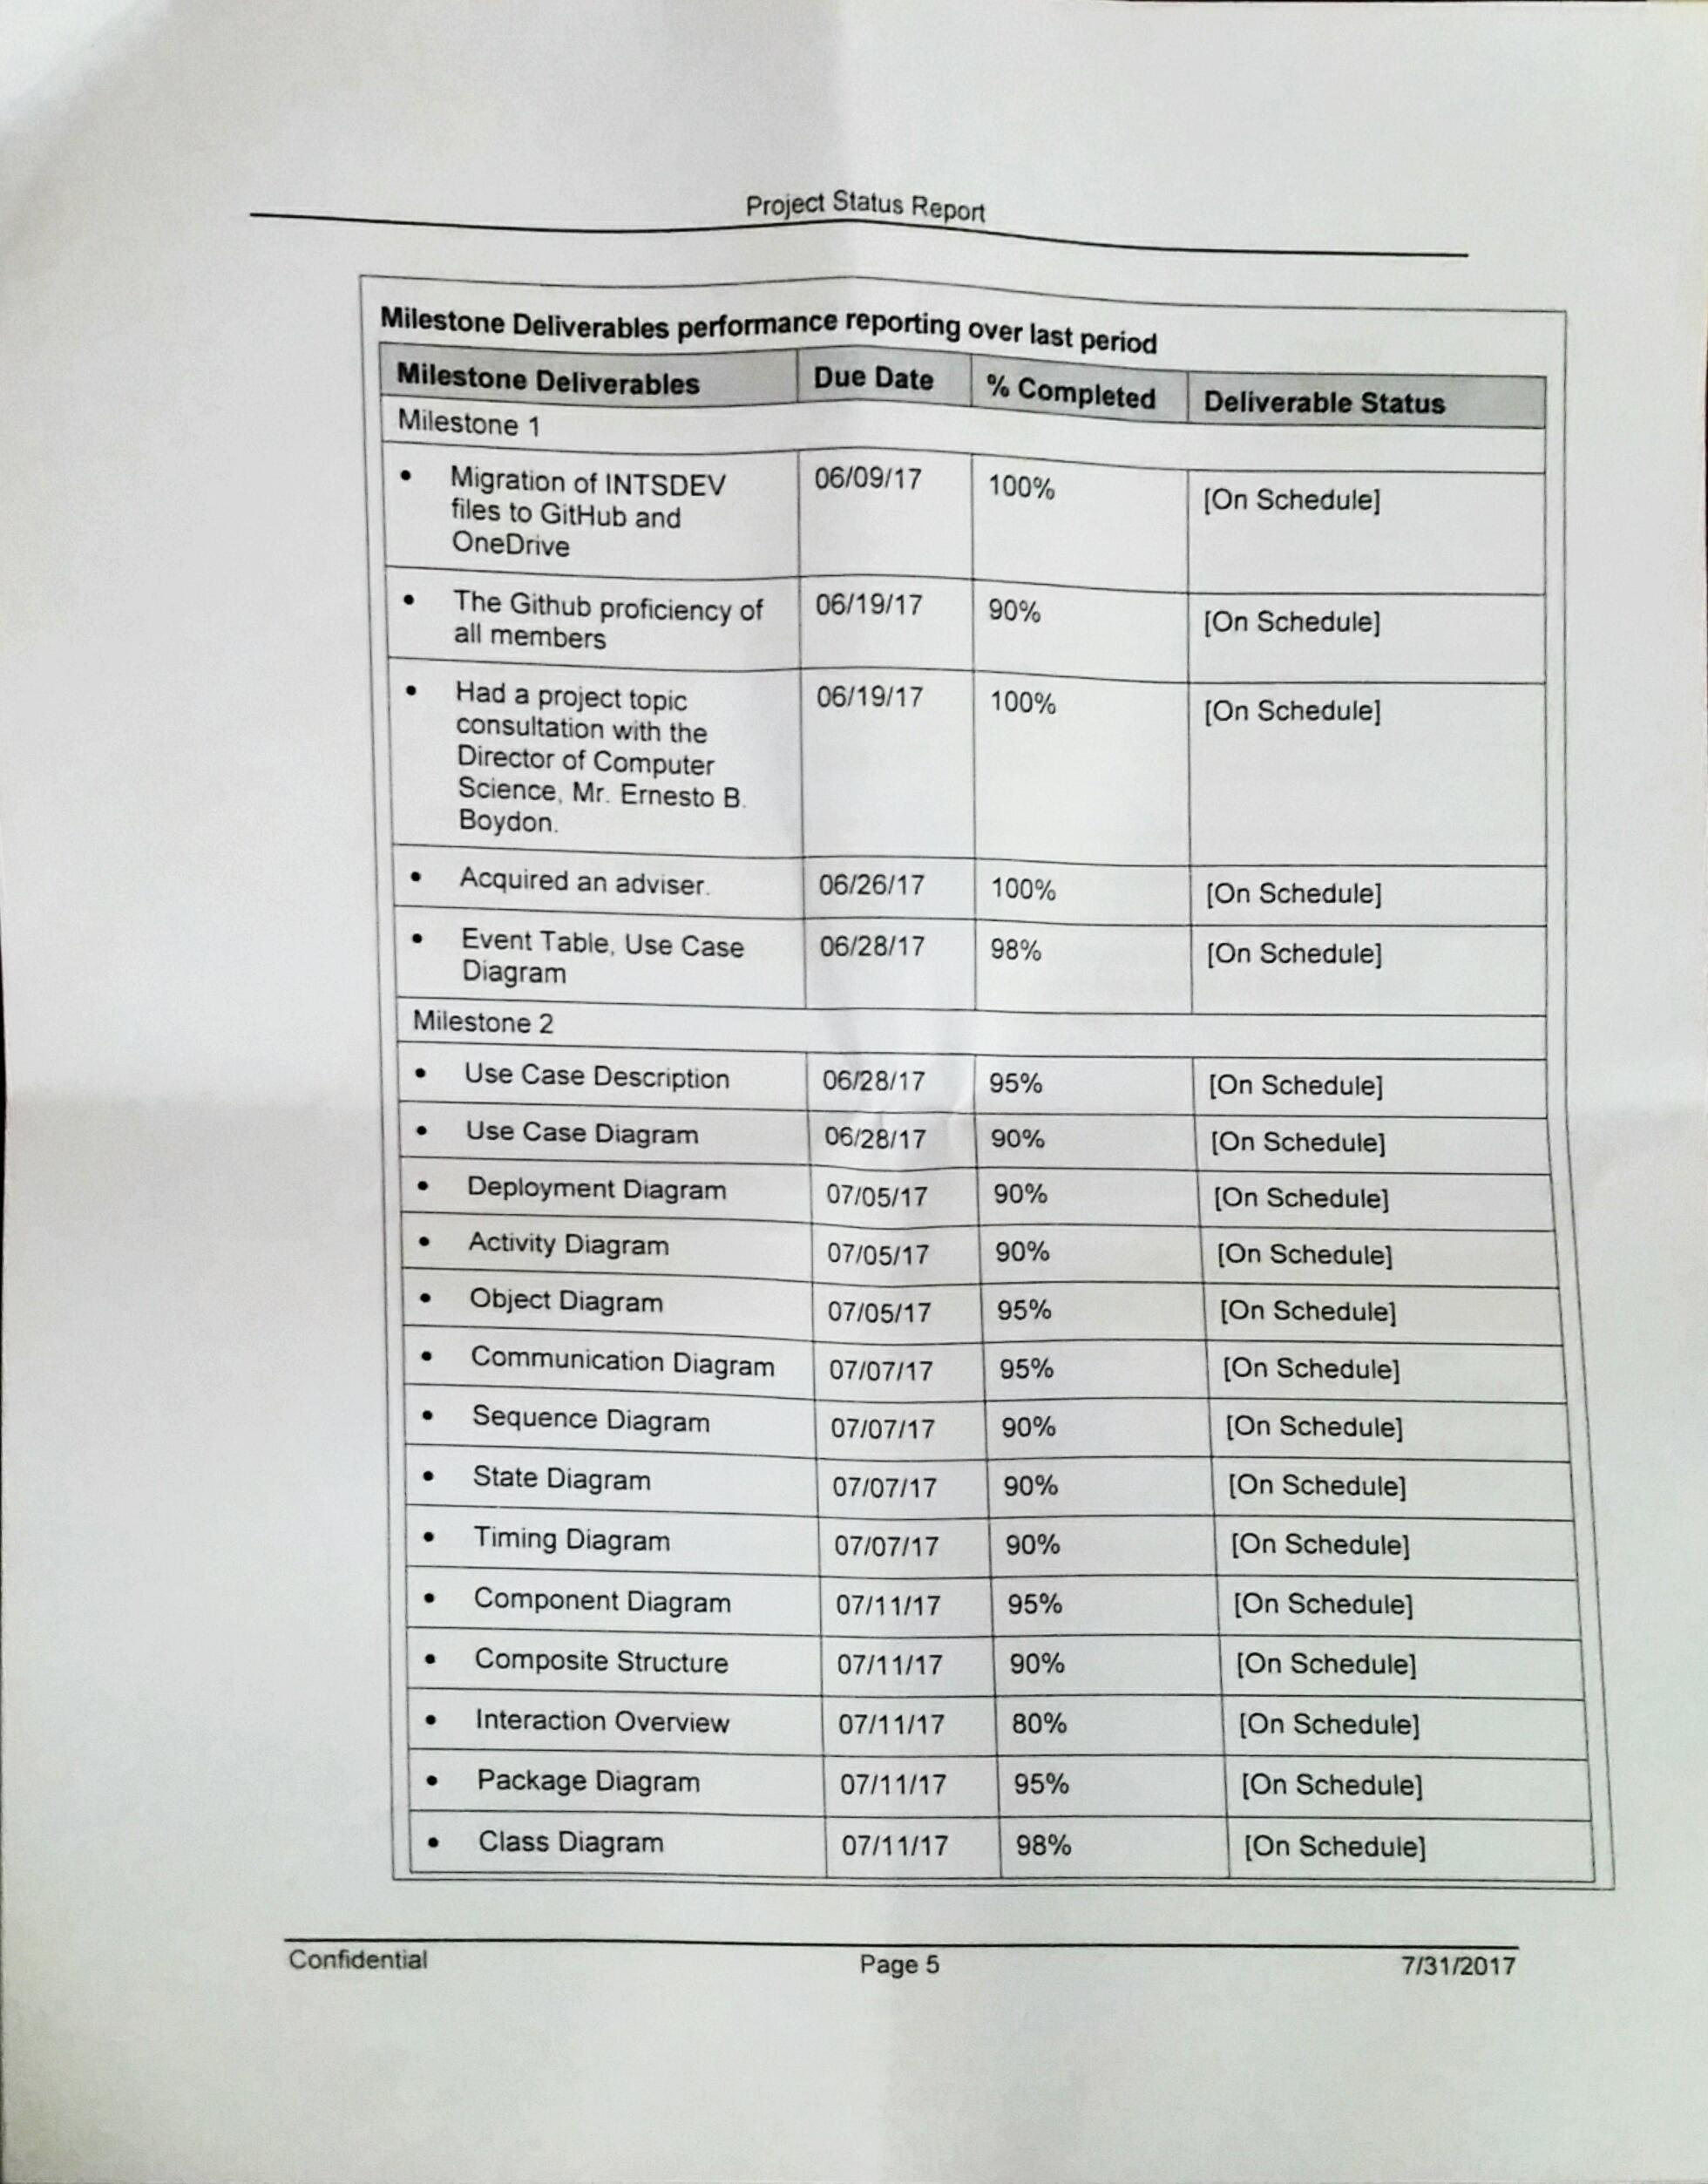 Project Status Report
Milestone Deliverables performance reporting over last period
Milestone Deliverables Due Date % Completed Deliverable Status
Milestone 1
• Migration of INTSDEV 06/09/17 100% [On Schedule]
files to GitHub and
OneDrive
• The Github proficiency of 06/19/17 90% [On Schedule]
all members
• Had a project topic 06/19/17 100% [On Schedule]
consultation with the
Director of Computer
Science, Mr. Ernesto B.
Boydon.
• Acquired an adviser. 06/26/17 100% [On Schedule]
• Event Table, Use Case 06/28/17 98% [On Schedule]
Diagram
Milestone 2
• Use Case Description 06/28/17 95% [On Schedule]
• Use Case Diagram 06/28/17 90% [On Schedule]
• Deployment Diagram 07/05/17 90% [On Schedule]
• Activity Diagram 07/05/17 90% [On Schedule]
• Object Diagram 07/05/17 95% [On Schedule]
• Communication Diagram 07/07/17 95% [On Schedule]
• Sequence Diagram 07/07/17 90% [On Schedule]
• State Diagram 07/07/17 90% [On Schedule]
• Timing Diagram 07/07/17 90% [On Schedule]
• Component Diagram 07/11/17 95% [On Schedule]
• Composite Structure 07/11/17 90% [On Schedule]
• Interaction Overview 07/11/17 80% [On Schedule]
• Package Diagram 07/11/17 95% [On Schedule]
• Class Diagram 07/11/17 98% [On Schedule]
Confidential Page 5 7/31/2017